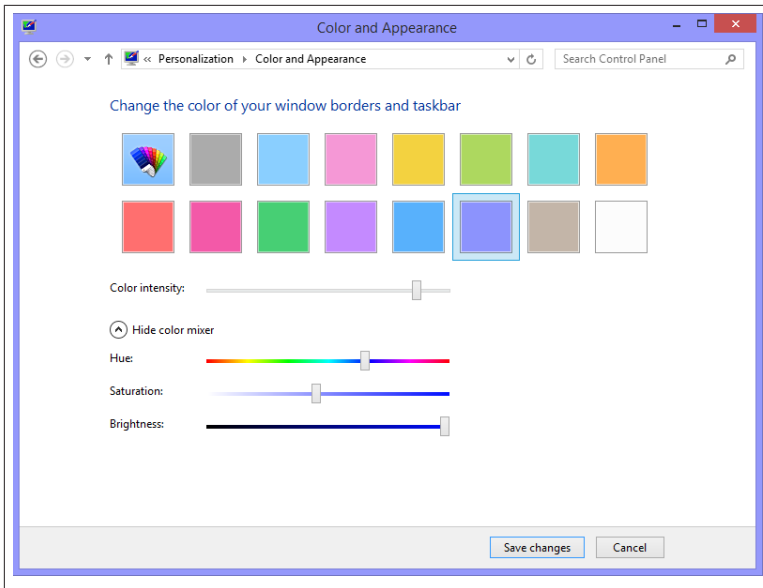 Color and Appearance
« Personalization Color and Appearance
Search Control Panel
Change the color of your window borders and taskbar
Color intensity:
Hide color mixer
Hue:
Saturation:
Brightness:
Save changes
Cancel